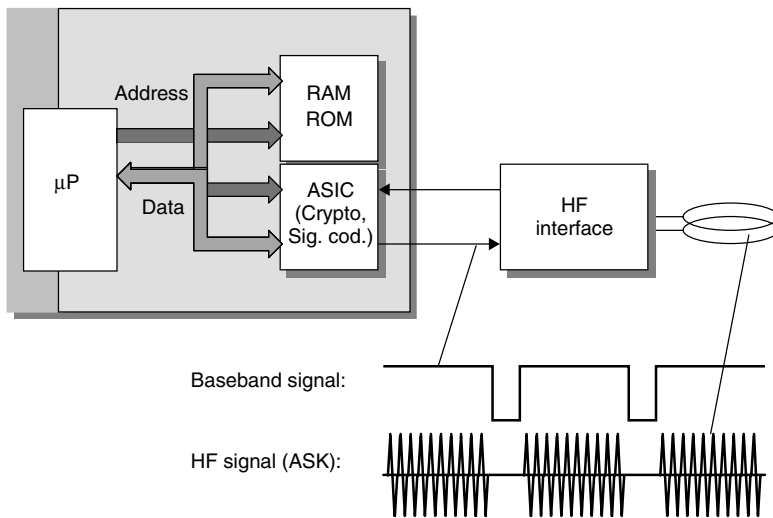 Address
RAM
ROM
μP
Data
ASIC
(Crypto,
Sig. cod.)
HF
interface
Baseband signal:
HF signal (ASK):